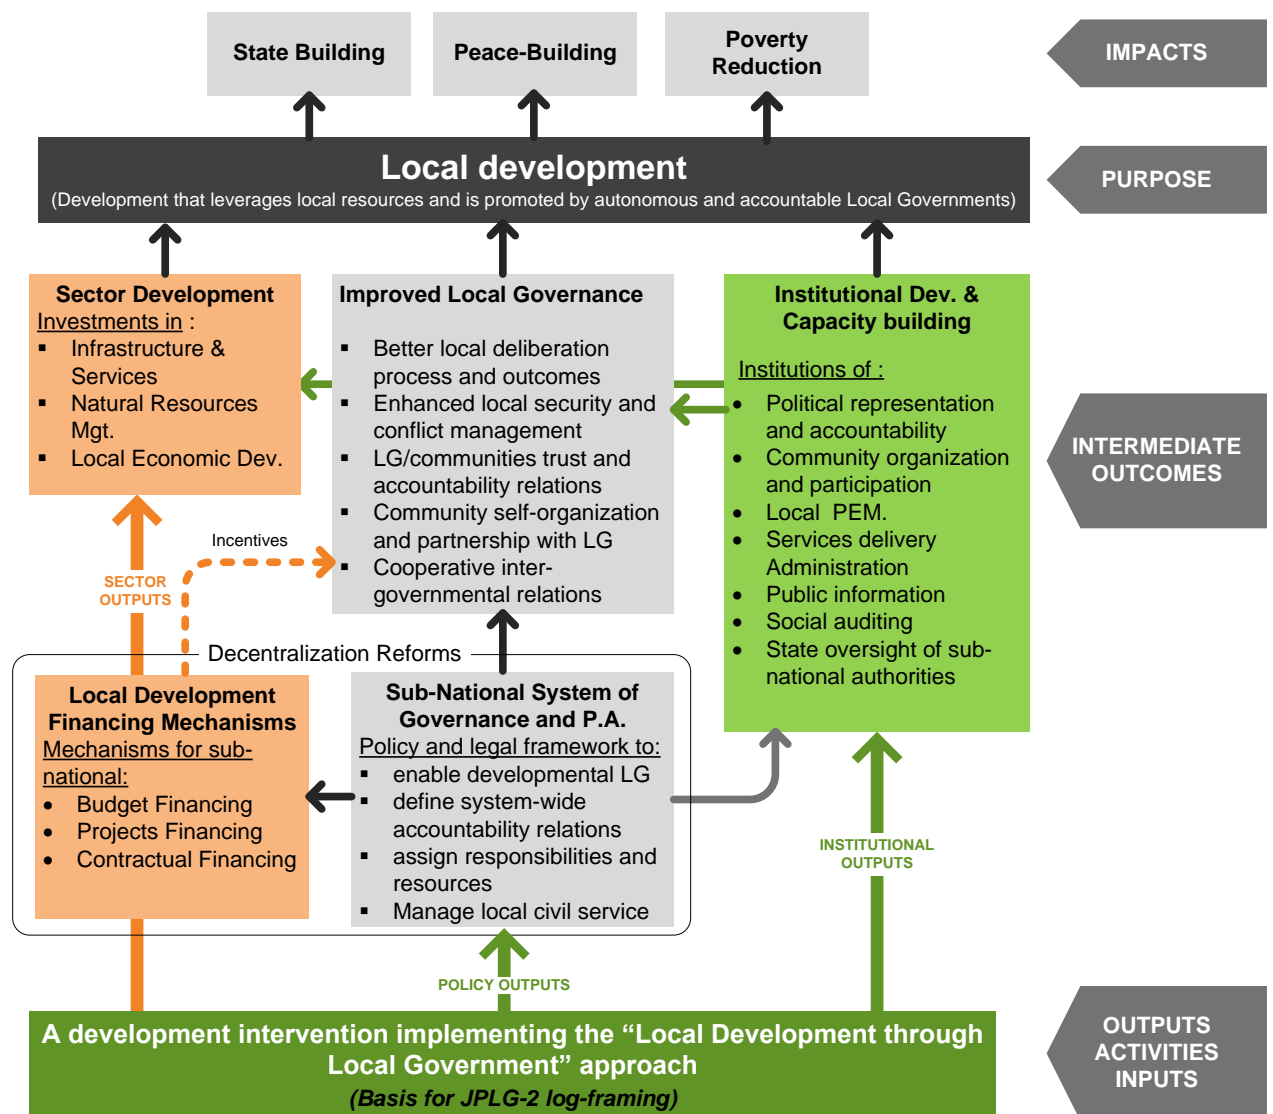 State Building
Peace-Building
Poverty
Reduction
IMPACTS
Local development
(Development that leverages local resources and is promoted by autonomous and accountable Local Governments)
PURPOSE
Sector Development
Investments in :
▪ Infrastructure &
Services
▪ Natural Resources
Mgt.
▪ Local Economic Dev.
Improved Local Governance
▪ Better local deliberation
process and outcomes
▪ Enhanced local security and
conflict management
▪ LG/communities trust and
accountability relations
▪ Community self-organization
and partnership with LG
▪ Cooperative inter-
governmental relations
Institutional Dev. &
Capacity building
Institutions of :
• Political representation
and accountability
• Community organization
and participation
• Local PEM.
• Services delivery
Administration
• Public information
• Social auditing
• State oversight of sub-
national authorities
INTERMEDIATE
OUTCOMES
Incentives
SECTOR
OUTPUTS
Decentralization Reforms
Local Development
Financing Mechanisms
Mechanisms for sub-
national:
• Budget Financing
• Projects Financing
• Contractual Financing
Sub-National System of
Governance and P.A.
Policy and legal framework to:
▪ enable developmental LG
▪ define system-wide
accountability relations
▪ assign responsibilities and
resources
▪ Manage local civil service
INSTITUTIONAL
OUTPUTS
POLICY OUTPUTS
A development intervention implementing the “Local Development through
Local Government” approach
(Basis for JPLG-2 log-framing)
OUTPUTS
ACTIVITIES
INPUTS